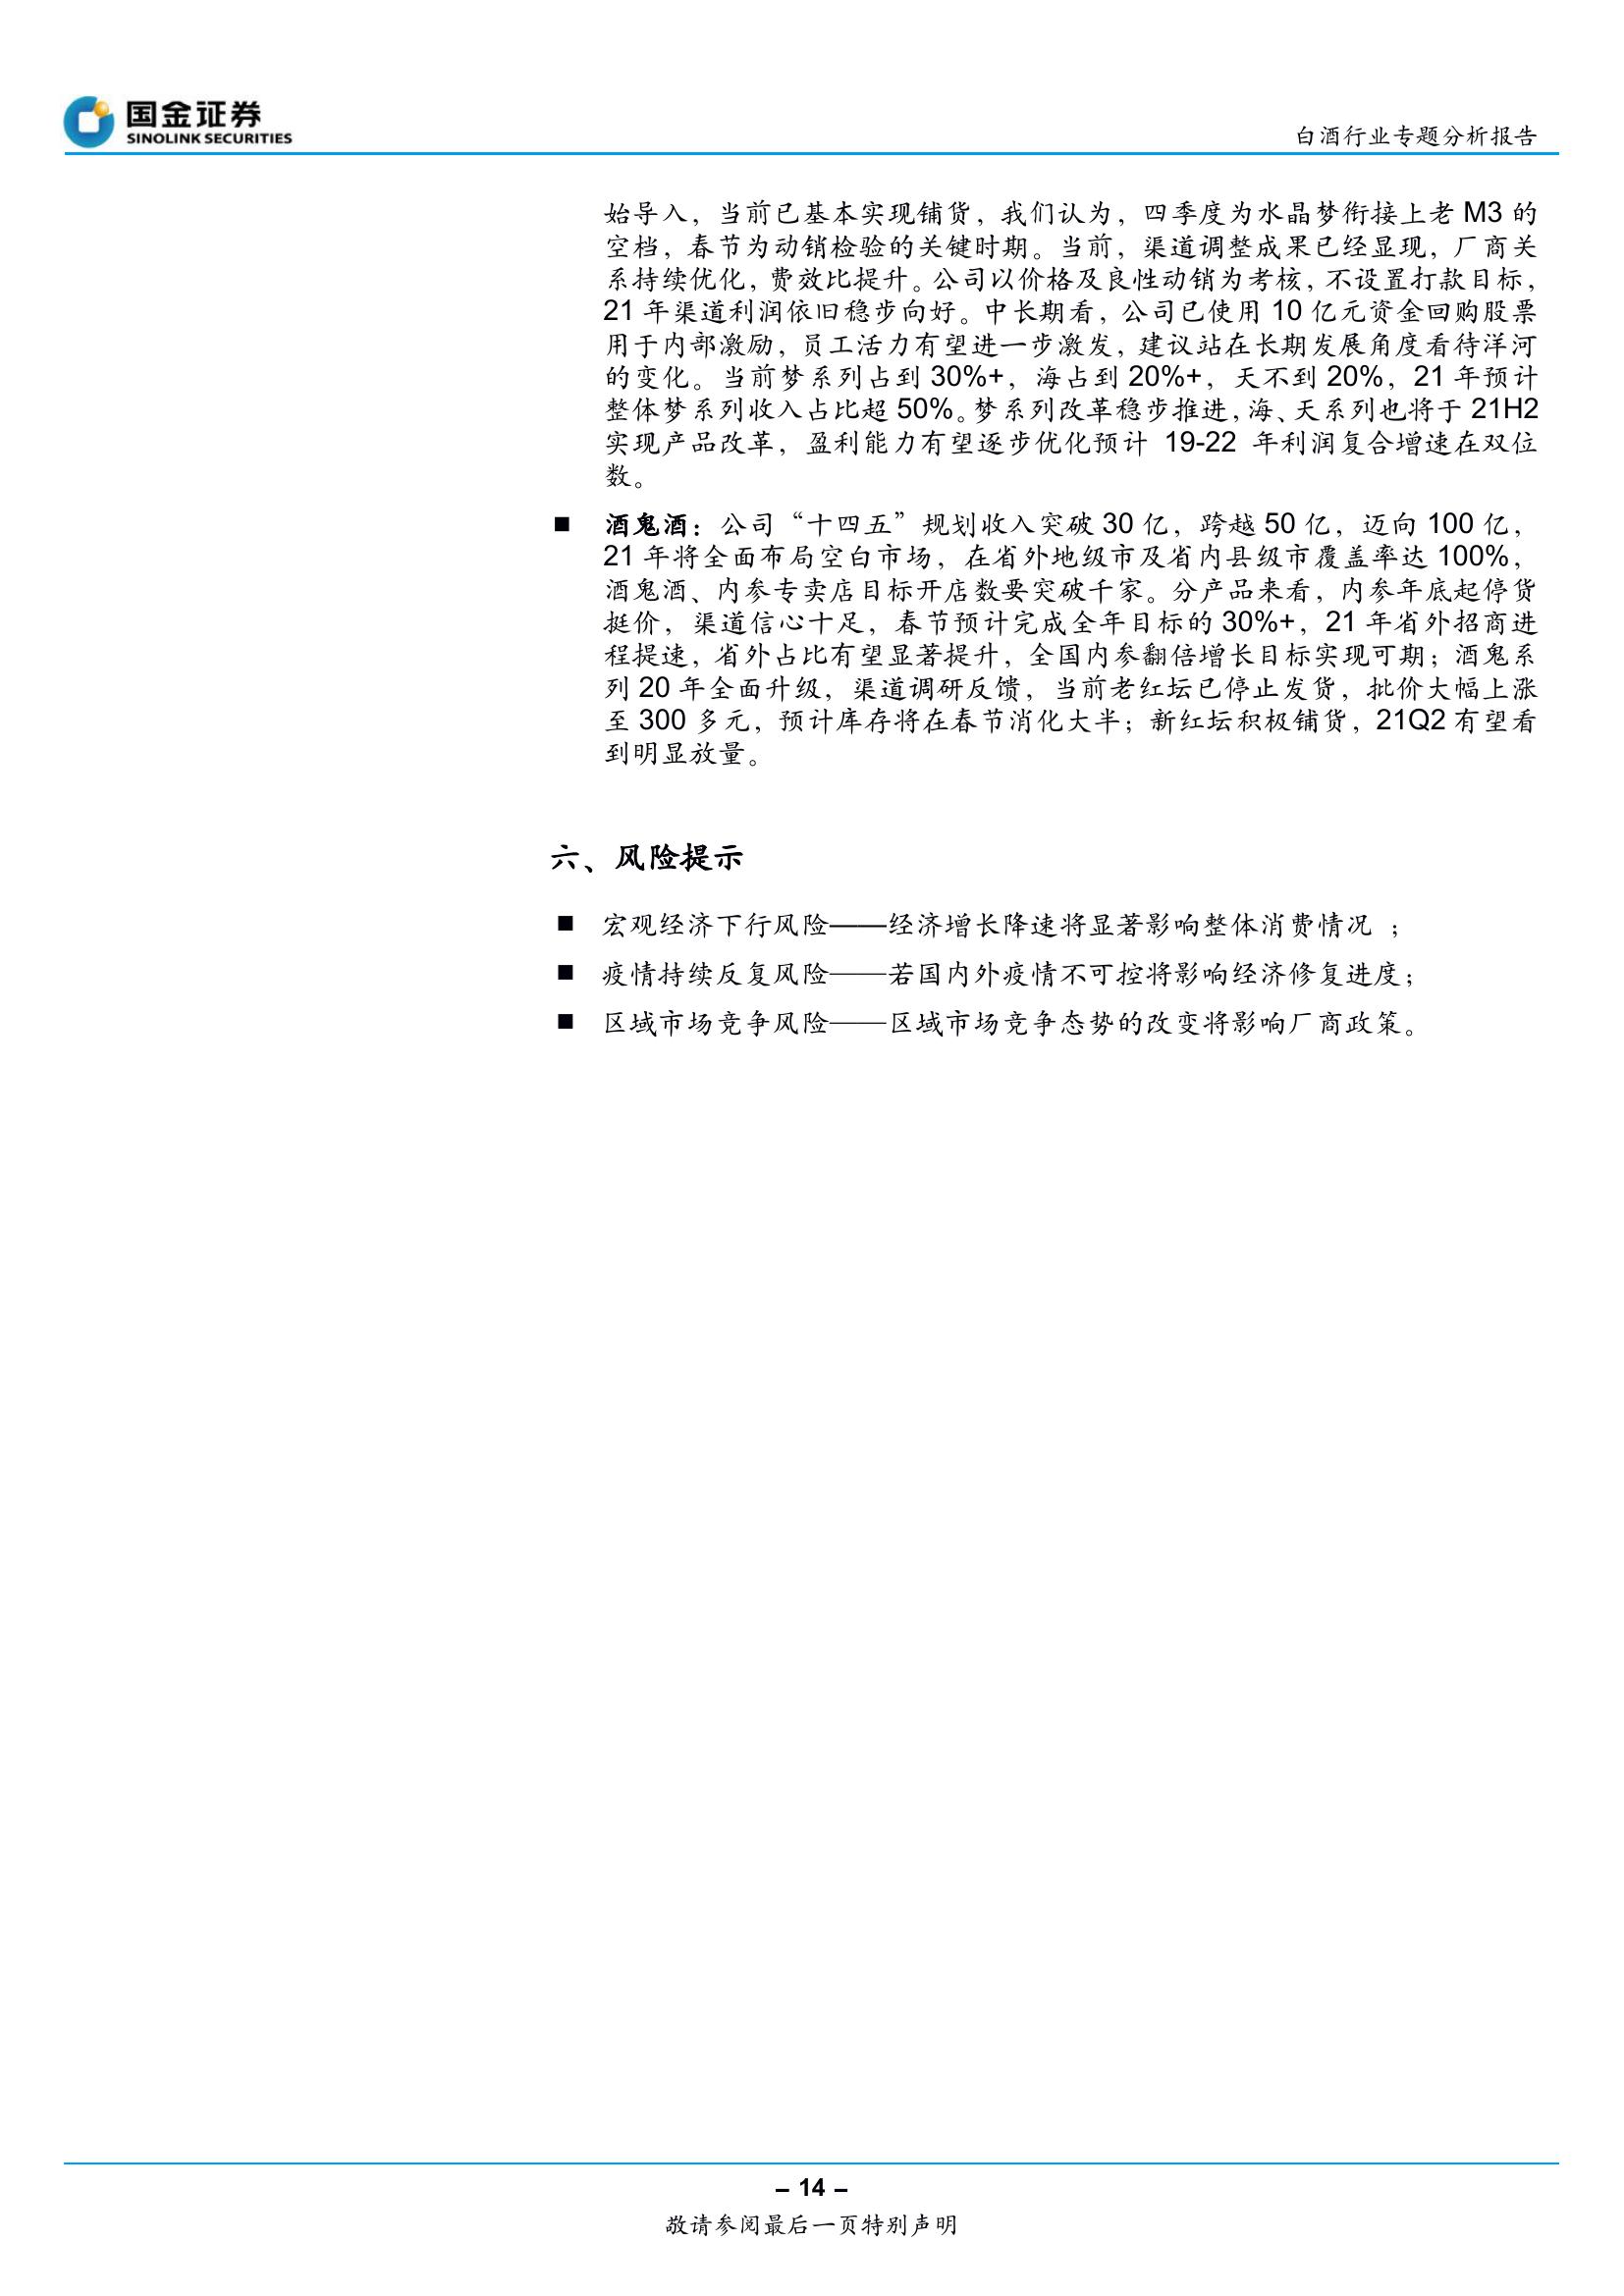 国金证券
SINOLINK SECURITIES
白酒行业专题分析报告
始导入，当前已基本实现铺货，我们认为，四季度为水晶梦衔接上老 M3 的
空档，春节为动销检验的关键时期。当前，渠道调整成果已经显现，厂商关
系持续优化，费效比提升。公司以价格及良性动销为考核，不设置打款目标，
21 年渠道利润依旧稳步向好。中长期看，公司已使用 10 亿元资金回购股票
用于内部激励，员工活力有望进一步激发，建议站在长期发展角度看待洋河
的变化。当前梦系列占到 30%+，海占到 20%+，天不到 20%，21 年预计
整体梦系列收入占比超 50%。梦系列改革稳步推进，海、天系列也将于 21H2
实现产品改革，盈利能力有望逐步优化预计 19-22 年利润复合增速在双位
数。
■ 酒鬼酒：公司“十四五”规划收入突破 30 亿，跨越 50 亿，迈向 100 亿，
21 年将全面布局空白市场，在省外地级市及省内县级市覆盖率达 100%，
酒鬼酒、内参专卖店目标开店数要突破千家。分产品来看，内参年底起停货
挺价，渠道信心十足，春节预计完成全年目标的 30%+，21 年省外招商进
程提速，省外占比有望显著提升，全国内参翻倍增长目标实现可期；酒鬼系
列 20 年全面升级，渠道调研反馈，当前老红坛已停止发货，批价大幅上涨
至 300 多元，预计库存将在春节消化大半；新红坛积极铺货，21Q2 有望看
到明显放量。
六、风险提示
■ 宏观经济下行风险——经济增长降速将显著影响整体消费情况 ；
■ 疫情持续反复风险——若国内外疫情不可控将影响经济修复进度；
■ 区域市场竞争风险——区域市场竞争态势的改变将影响厂商政策。
- 14 -
敬请参阅最后一页特别声明